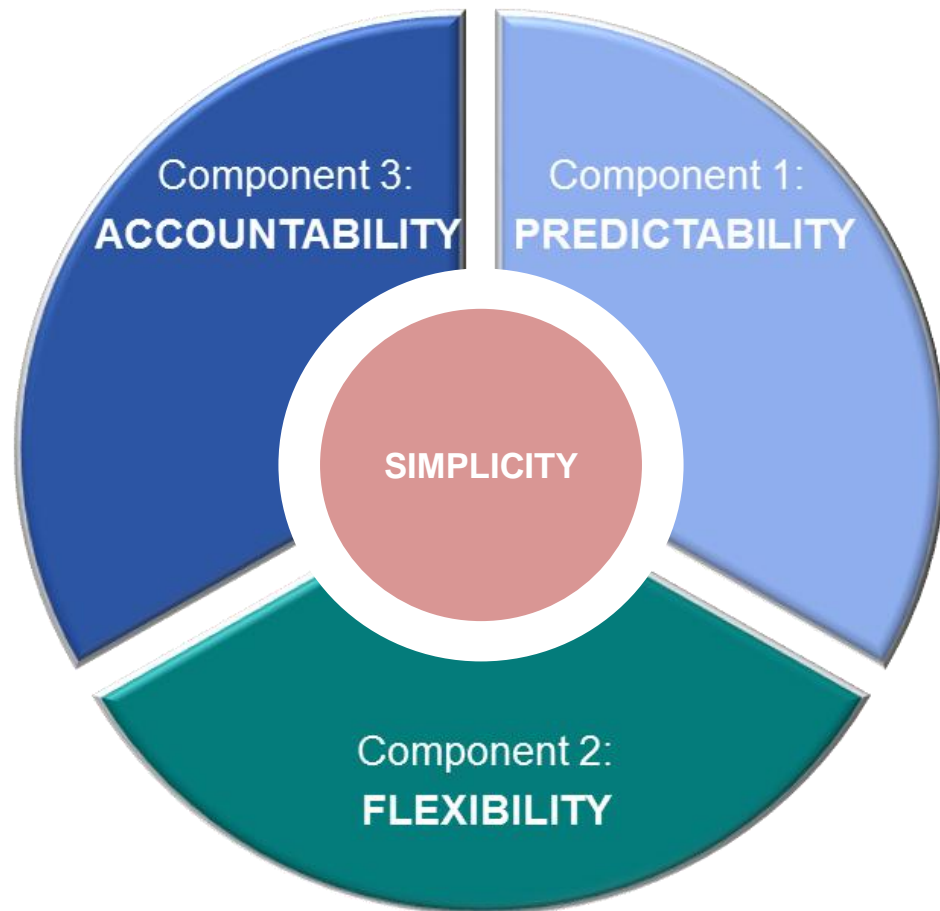 Component 3:
ACCOUNTABILITY
Component 1:
PREDICTABILITY
SIMPLICITY
Component 2:
FLEXIBILITY